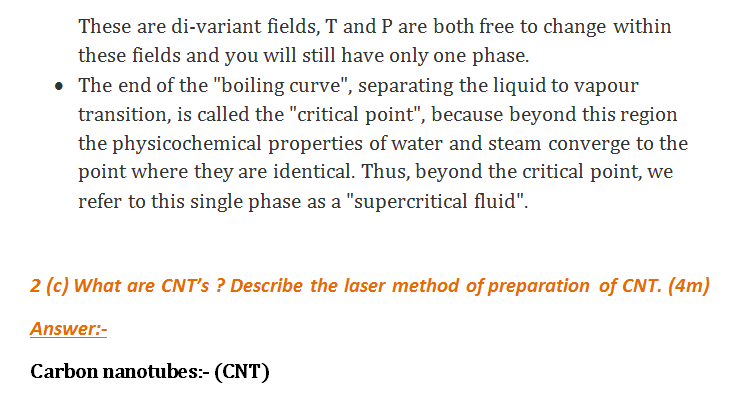 These are di-variant fields, T and P are both free to change within
these fields and you will still have only one phase.
• The end of the "boiling curve", separating the liquid to vapour
transition, is called the "critical point", because beyond this region
the physicochemical properties of water and steam converge to the
point where they are identical. Thus, beyond the critical point, we
refer to this single phase as a "supercritical fluid".
2 (c) What are CNT's ? Describe the laser method of preparation of CNT. (4m)
Answer:-
Carbon nanotubes:- (CNT)